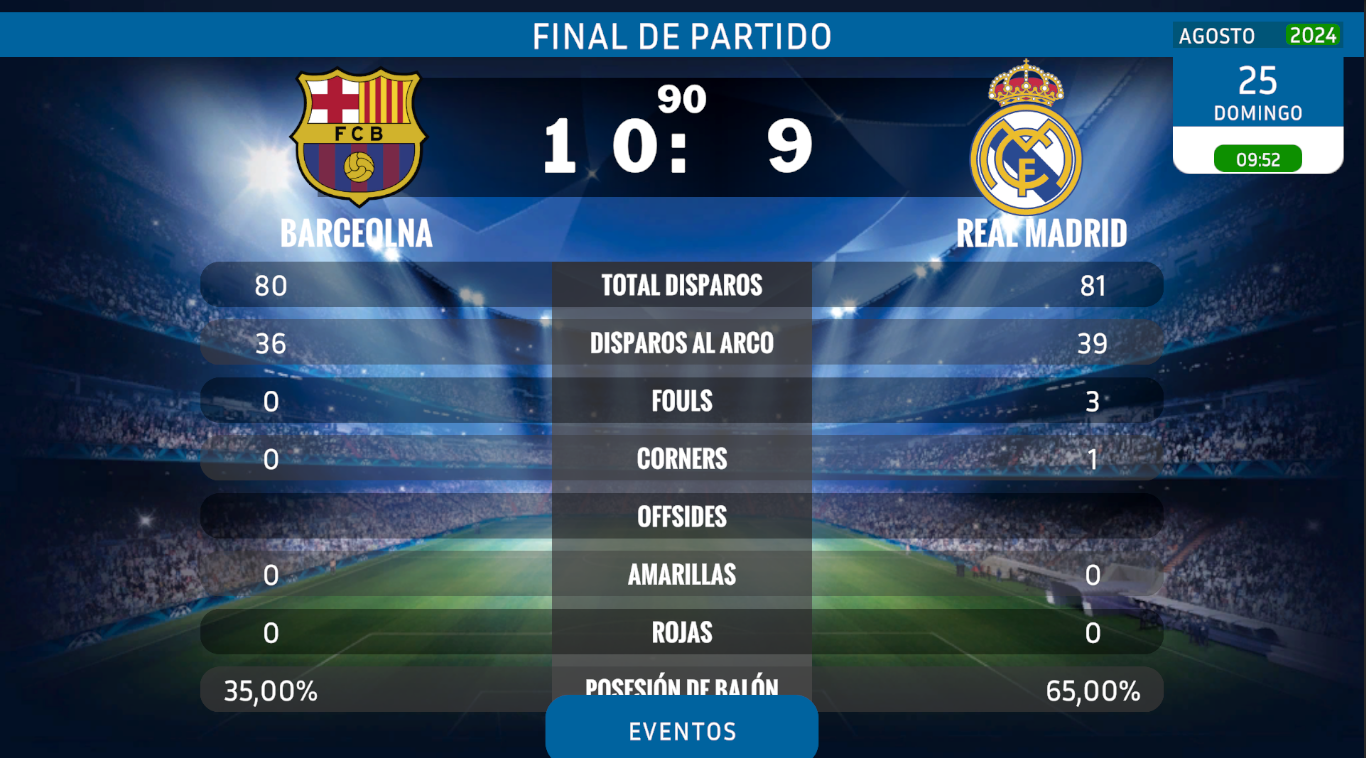 FINAL DE PARTIDO
AGOSTO 2024
25
DOMINGO
09:52
90
10: 9
FCB
BARCEOLNA
REAL MADRID
80 TOTAL DISPAROS 81
36 DISPAROS AL ARCO 39
0 FOULS 3
0 CORNERS 1
OFFSIDES
0 AMARILLAS 0
0 ROJAS 0
35,00% POSESIÓN DE BALÓN 65,00%
EVENTOS